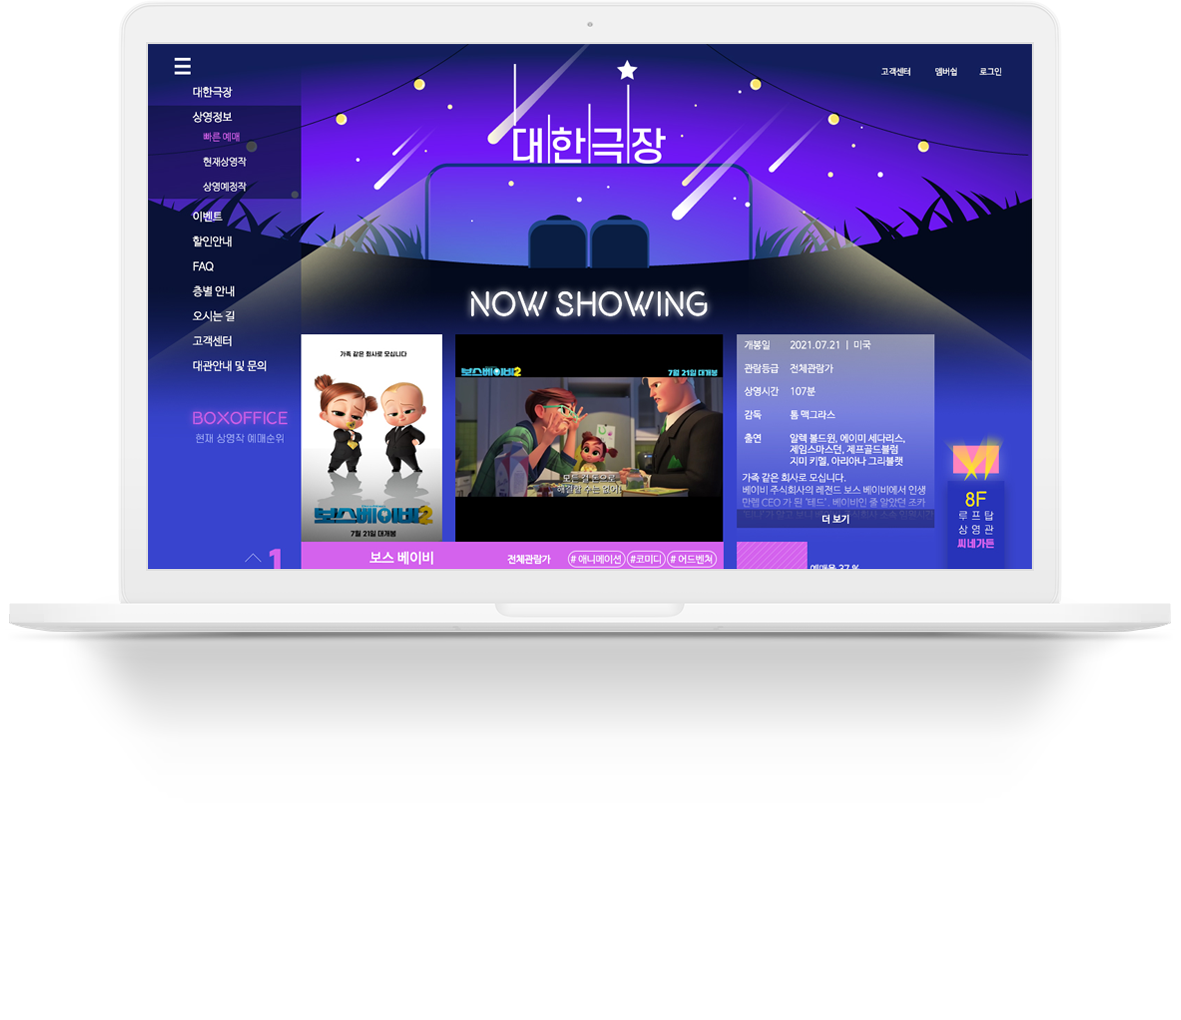 고객센터 멤버쉽 로그인
대한극장
상영정보
빠른 예매
현재상영작
상영예정작
이벤트
할인안내
FAQ
층별 안내
오시는 길
고객센터
대관안내 및 문의
BOXOFFICE
현재 상영작 예매순위
1
대한극장
NOW SHOWING
가족 같은 회사로 모십니다
보스베이비2
7월 21일 대개봉
보스베이비2
7월 21일 대개봉
모든 건 돈으로
해결할 수는 없어!
개봉일 2021.07.21 | 미국
관람등급 전체관람가
상영시간 107분
감독 톰 맥그라스
출연 알렉 볼드윈, 에이미 세다리스,
제임스마스던, 제프골드블럼
지미 키멜, 아리아나 그리블랫
가족 같은 회사로 모십니다.
베이비 주식회사의 레전드 보스 베이비에서 인생
만렙 CEO 가 된 '테드'. 베이비인 줄 알았던 조카
더 보기
보스 베이비 전체관람가 # 애니메이션 #코미디 # 어드벤쳐
예매율 37 %
8F
루프탑
상영관
씨네가든